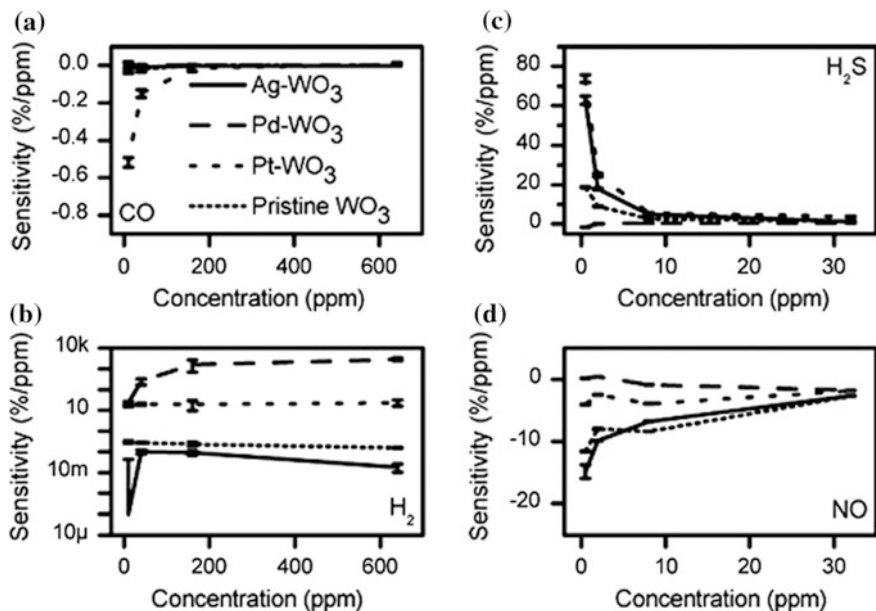 (a)
Sensitivity (%/ppm)
0.0
-0.2
-0.4
-0.6
-0.8
Ag-WO3
Pd-WO3
Pt-WO3
Pristine WO3
CO
0 200 400 600
Concentration (ppm)
(b)
Sensitivity (%/ppm)
10k
10
10m
10µ
H2
0 200 400 600
Concentration (ppm)
(c)
Sensitivity (%/ppm)
80
60
40
20
0
H2S
0 10 20 30
Concentration (ppm)
(d)
Sensitivity (%/ppm)
0
-10
-20
NO
0 10 20 30
Concentration (ppm)